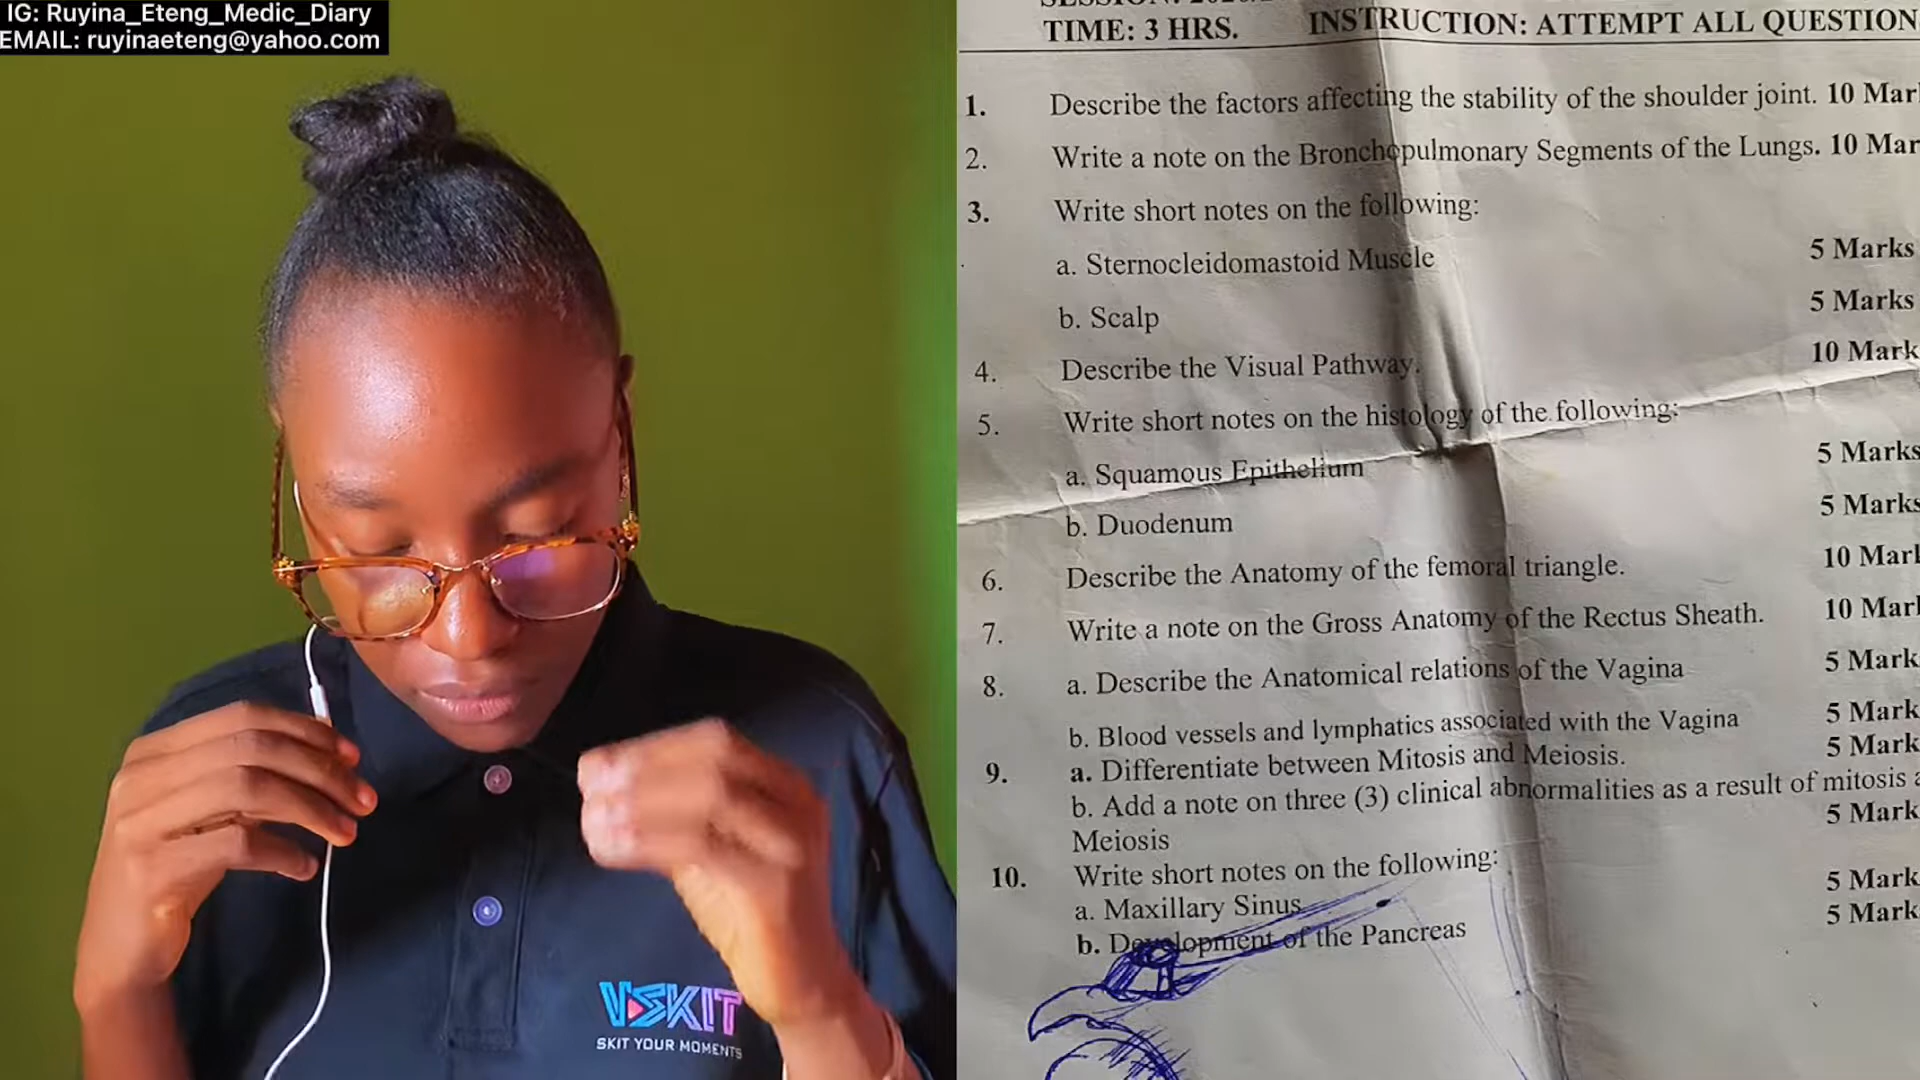 IG: Ruyina_Eteng_Medic_Diary
EMAIL: ruyinaeteng@yahoo.com
VSKIT
SKIT YOUR MOMENTS
TIME: 3 HRS. INSTRUCTION: ATTEMPT ALL QUESTION
1. Describe the factors affecting the stability of the shoulder joint. 10 Mar
2. Write a note on the Bronchopulmonary Segments of the Lungs. 10 Mar
3. Write short notes on the following:
a. Sternocleidomastoid Muscle 5 Marks
b. Scalp 5 Marks
4. Describe the Visual Pathway. 10 Mark
5. Write short notes on the histology of the following:
a. Squamous Epithelium 5 Marks
b. Duodenum 5 Marks
6. Describe the Anatomy of the femoral triangle. 10 Mark
7. Write a note on the Gross Anatomy of the Rectus Sheath. 10 Mark
8. a. Describe the Anatomical relations of the Vagina 5 Mark
b. Blood vessels and lymphatics associated with the Vagina 5 Mark
9. a. Differentiate between Mitosis and Meiosis. 5 Mark
b. Add a note on three (3) clinical abnormalities as a result of mitosis a
Meiosis 5 Mark
10. Write short notes on the following:
a. Maxillary Sinus 5 Mark
b. Development of the Pancreas 5 Mark